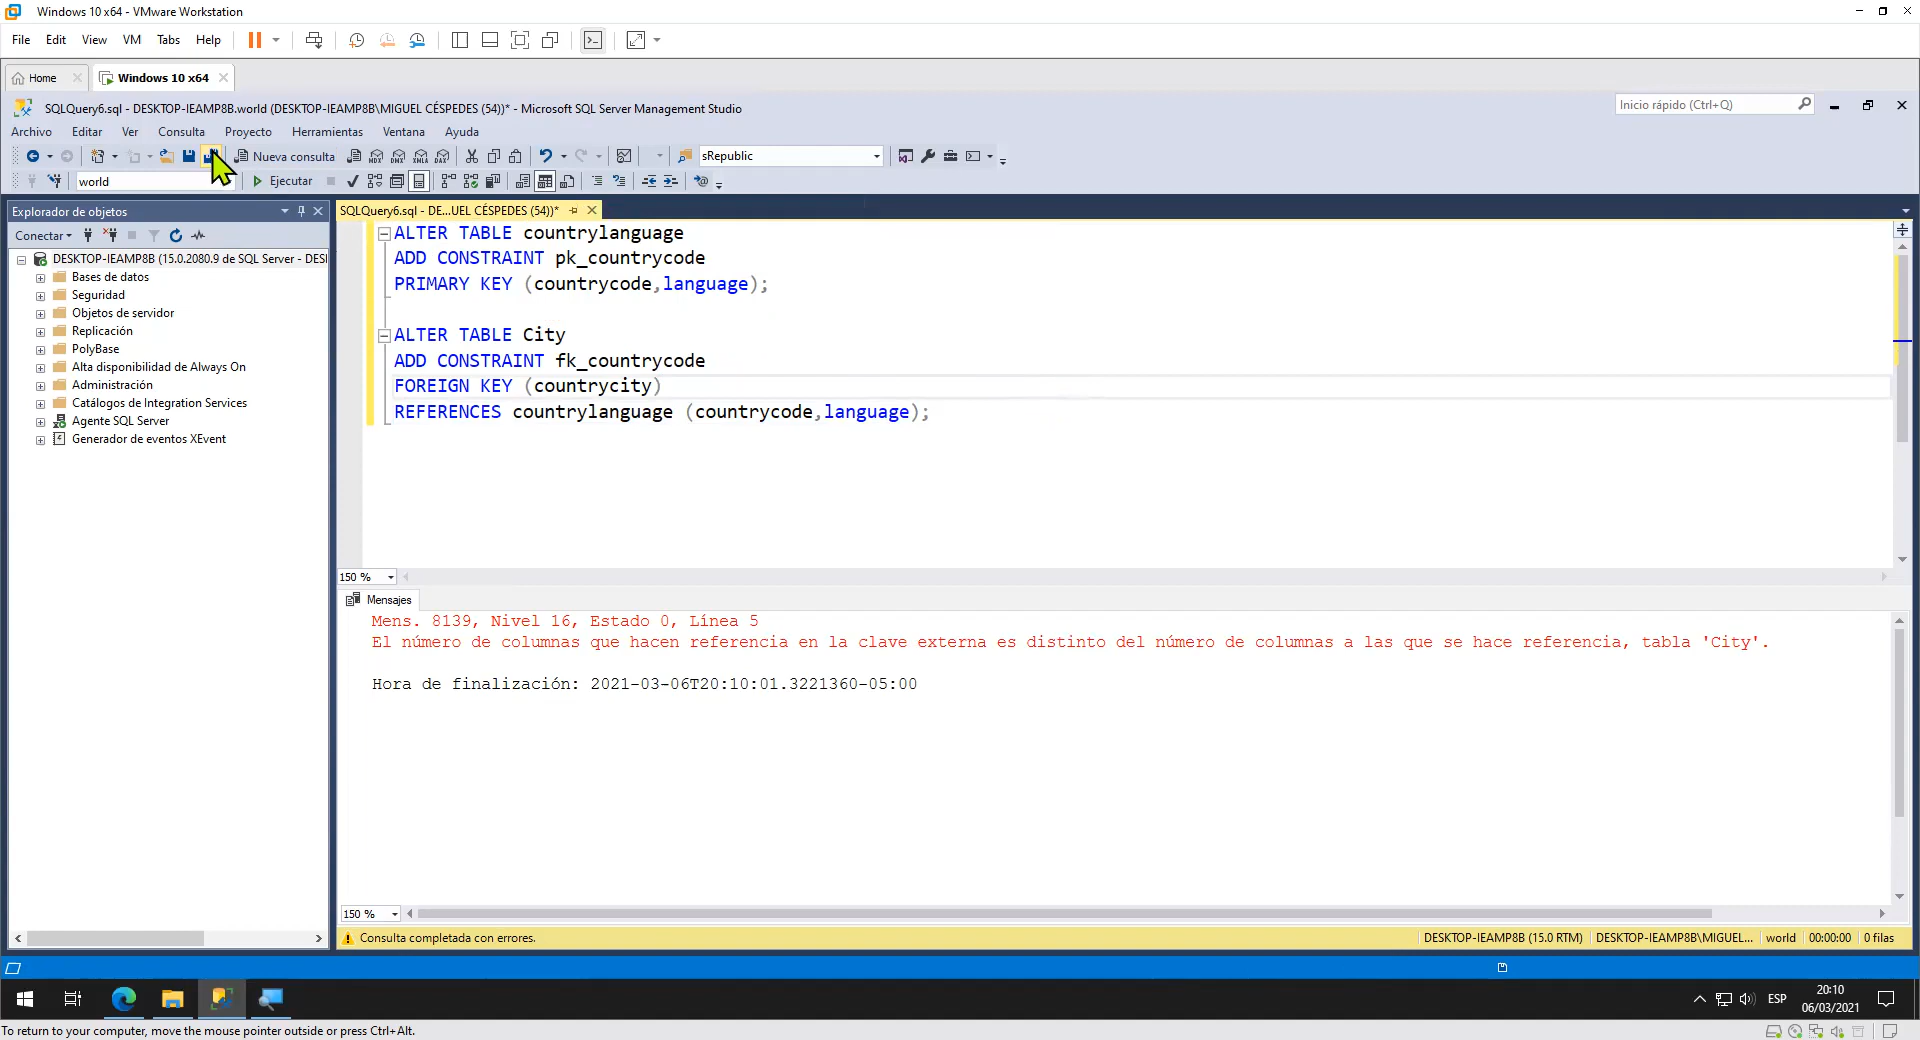 Windows 10 x64 - VMware Workstation
File Edit View VM Tabs Help
Home Windows 10 x64
SQLQuery6.sql - DESKTOP-IEAMP8B.world (DESKTOP-IEAMP8B\MIGUEL CÉSPEDES (54))* - Microsoft SQL Server Management Studio
Inicio rápido (Ctrl+Q)
Archivo Editar Ver Consulta Proyecto Herramientas Ventana Ayuda
Nueva consulta MDX DMX XMLA DAX sRepublic
world Ejecutar
Explorador de objetos
Conectar
DESKTOP-IEAMP8B (15.0.2080.9 de SQL Server - DESI
Bases de datos
Seguridad
Objetos de servidor
Replicación
PolyBase
Alta disponibilidad de Always On
Administración
Catálogos de Integration Services
Agente SQL Server
Generador de eventos XEvent
SQLQuery6.sql - DE...UEL CÉSPEDES (54))*
ALTER TABLE countrylanguage
ADD CONSTRAINT pk_countrycode
PRIMARY KEY (countrycode,language);
ALTER TABLE City
ADD CONSTRAINT fk_countrycode
FOREIGN KEY (countrycity)
REFERENCES countrylanguage (countrycode,language);
150 %
Mensajes
Mens. 8139, Nivel 16, Estado 0, Línea 5
El número de columnas que hacen referencia en la clave externa es distinto del número de columnas a las que se hace referencia, tabla 'City'.
Hora de finalización: 2021-03-06T20:10:01.3221360-05:00
150 %
Consulta completada con errores.
DESKTOP-IEAMP8B (15.0 RTM) DESKTOP-IEAMP8B\MIGUEL... world 00:00:00 0 filas
ESP
20:10
06/03/2021
To return to your computer, move the mouse pointer outside or press Ctrl+Alt.